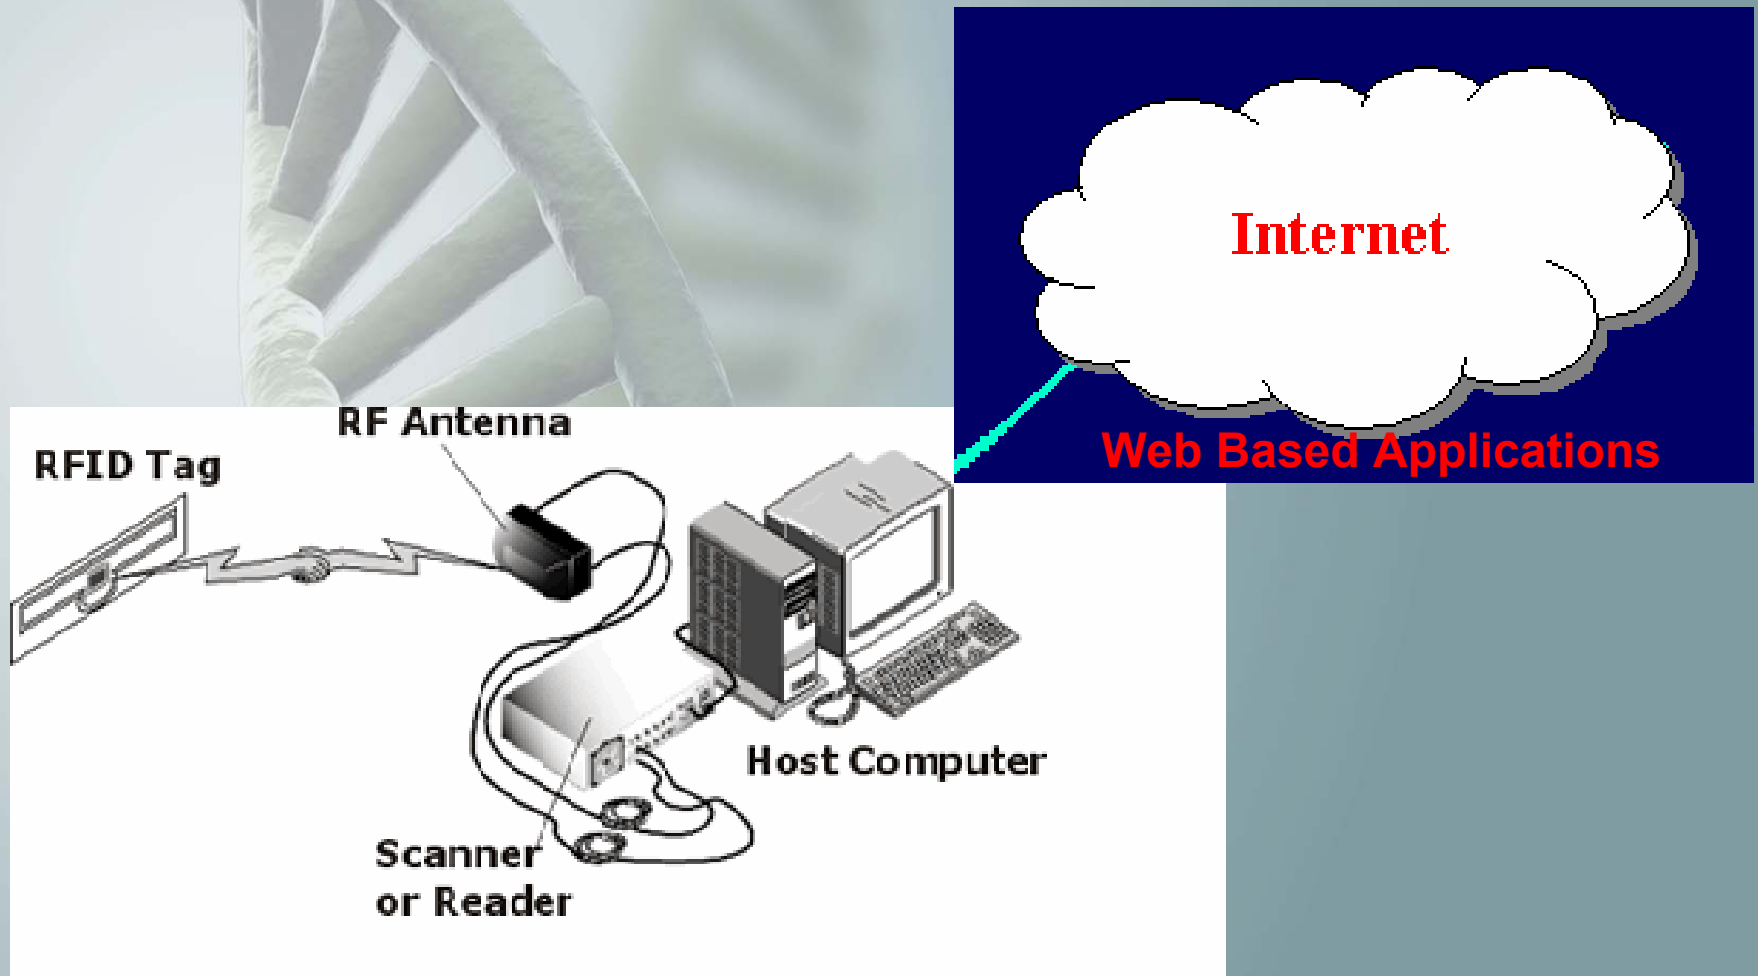 Internet
Web Based Applications
RF Antenna
RFID Tag
Host Computer
Scanner
or Reader